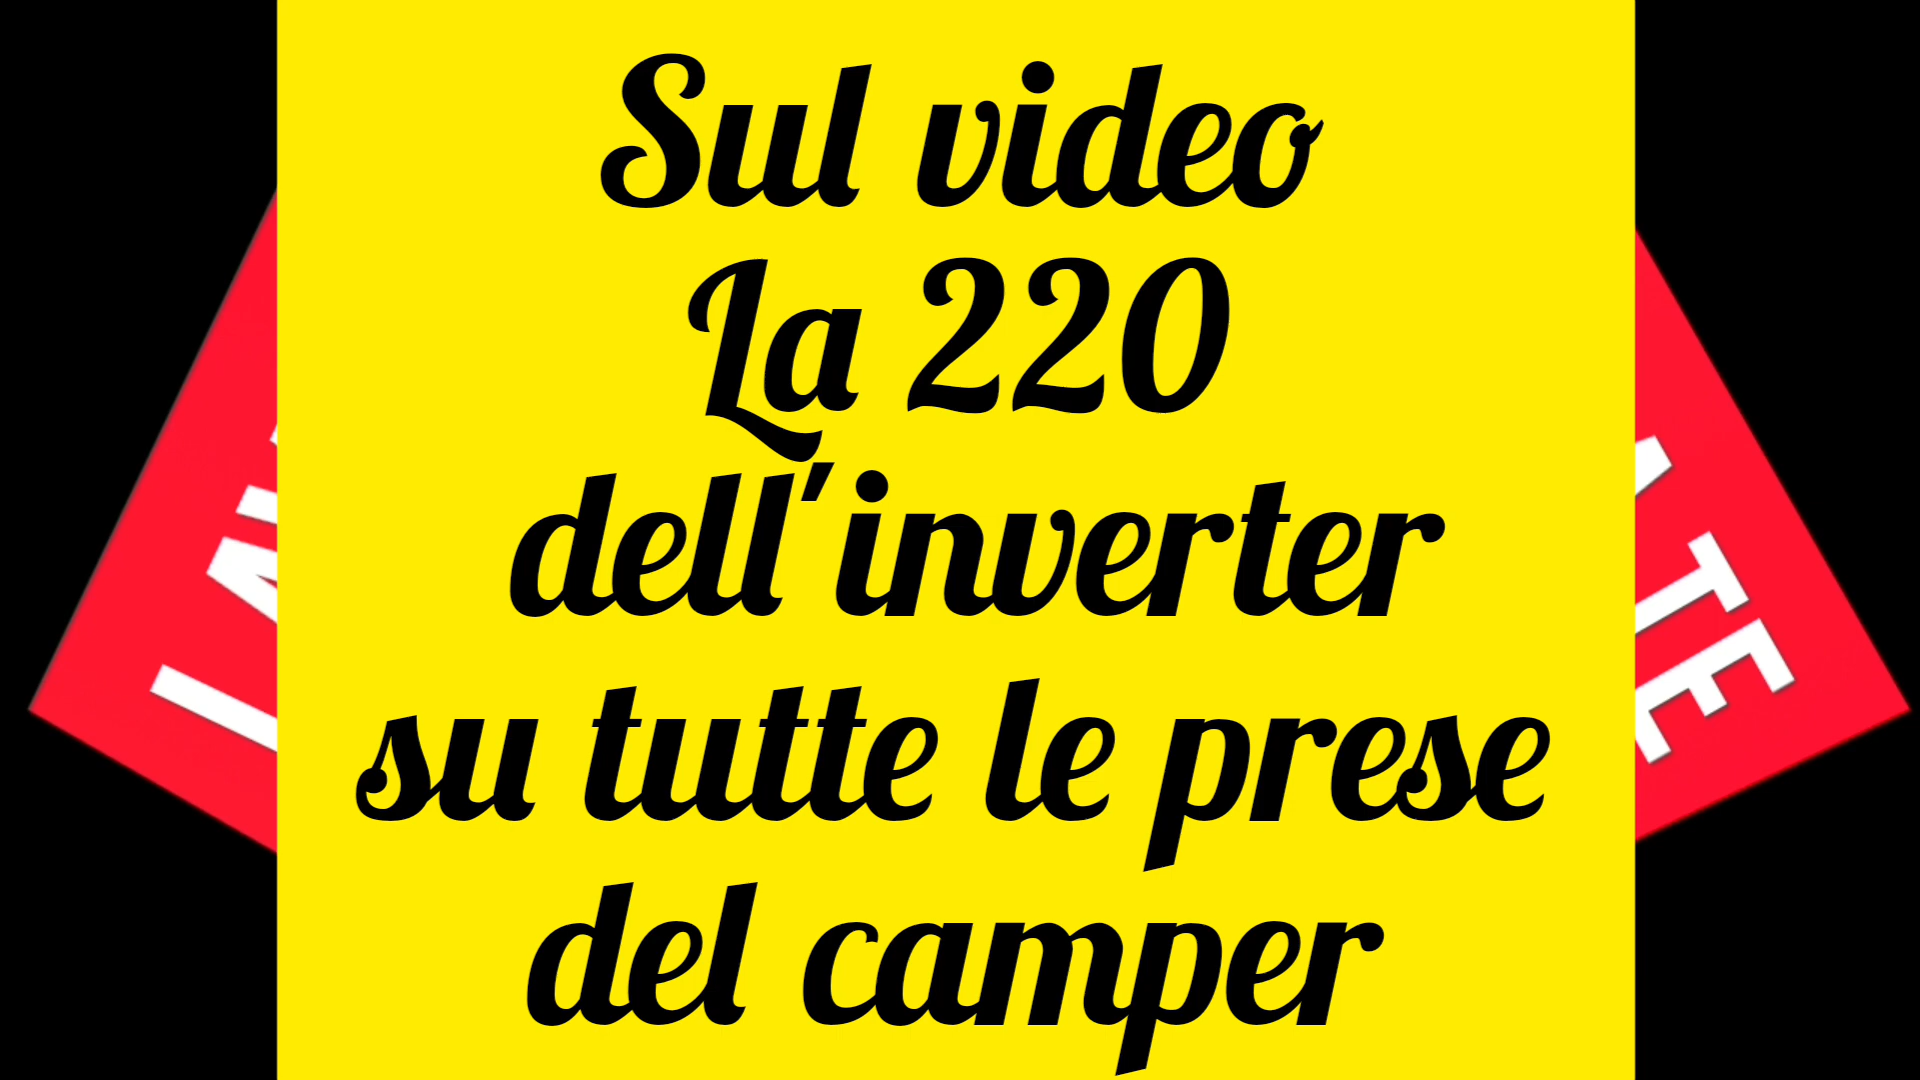 Sul video
La 220
dell'inverter
su tutte le prese
del camper